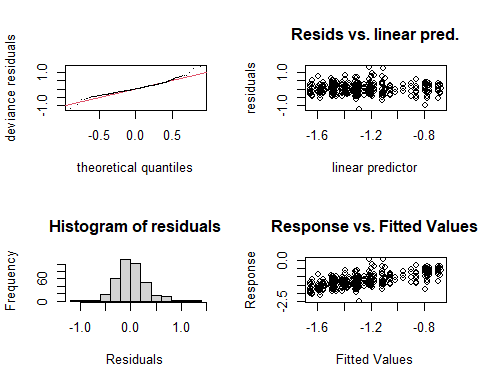 deviance residuals
-1.0
1.0
-0.5 0.0 0.5
theoretical quantiles
Resids vs. linear pred.
residuals
-1.0
1.0
-1.6 -1.2 -0.8
linear predictor
Histogram of residuals
Frequency
0
60
-1.0 0.0 1.0
Residuals
Response vs. Fitted Values
Response
-2.5
0.0
-1.6 -1.2 -0.8
Fitted Values